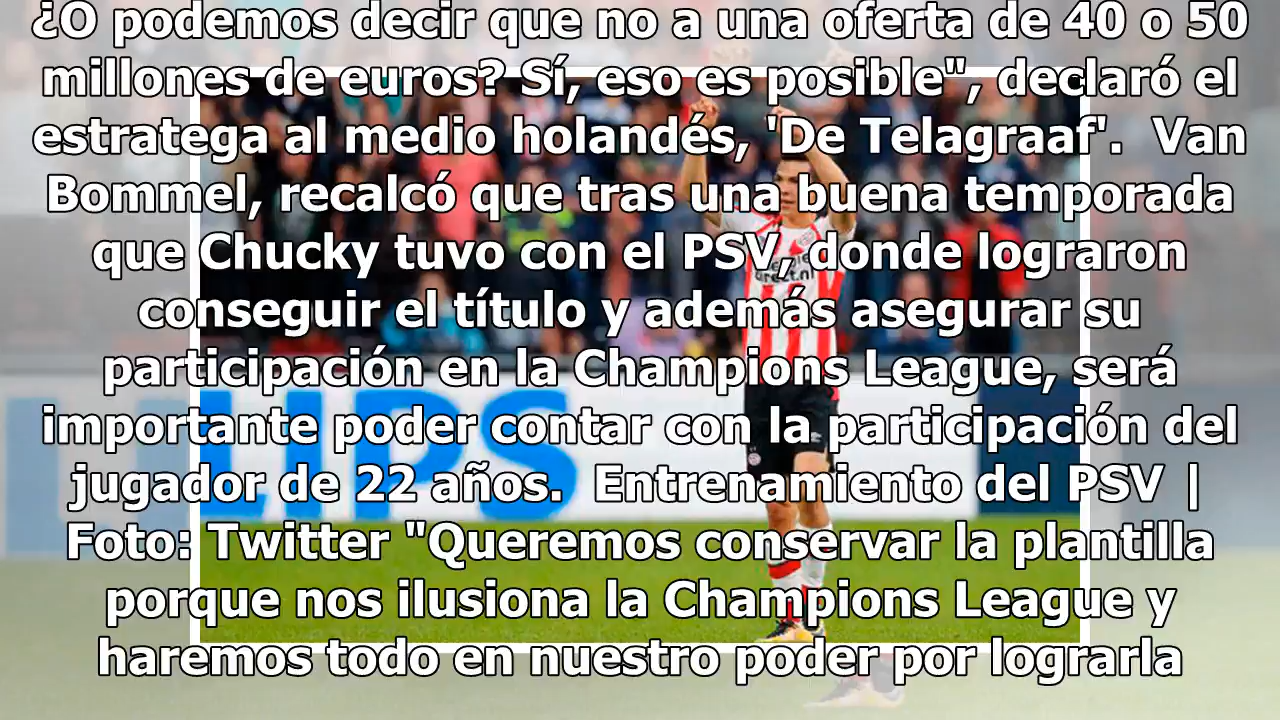 ¿O podemos decir que no a una oferta de 40 o 50
millones de euros? Sí, eso es posible", declaró el
estratega al medio holandés, 'De Telagraaf'.  Van
Bommel, recalcó que tras una buena temporada
que Chucky tuvo con el PSV, donde lograron
conseguir el título y además asegurar su
participación en la Champions League, será
importante poder contar con la participación del
jugador de 22 años.  Entrenamiento del PSV |
Foto: Twitter "Queremos conservar la plantilla
porque nos ilusiona la Champions League y
haremos todo en nuestro poder por lograrla
LIPS